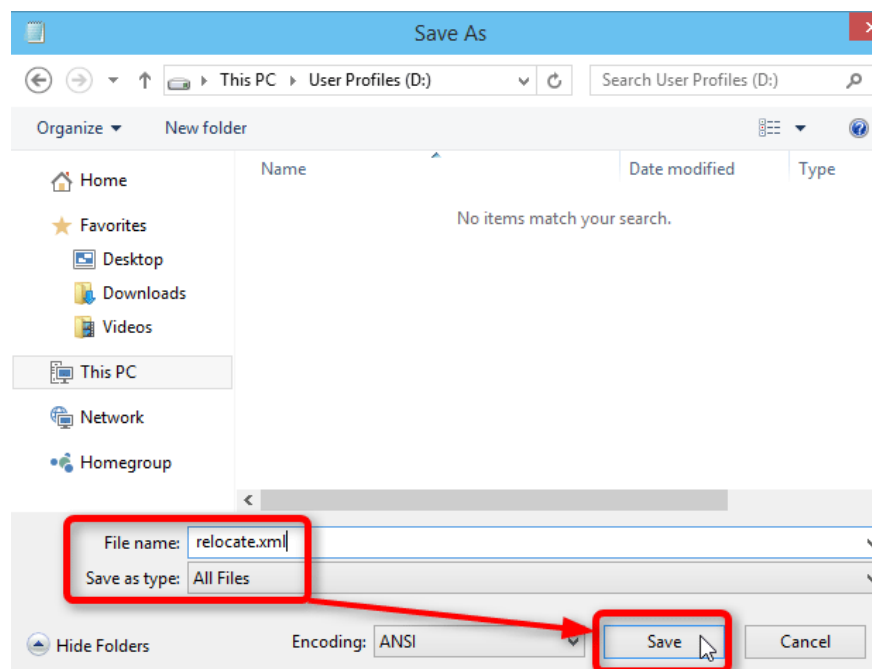 Save As
This PC User Profiles (D:)
Search User Profiles (D:)
Organize
New folder
Home
Favorites
Desktop
Downloads
Videos
This PC
Network
Homegroup
Name
Date modified
Type
No items match your search.
File name: relocate.xml
Save as type: All Files
Hide Folders
Encoding: ANSI
Save
Cancel